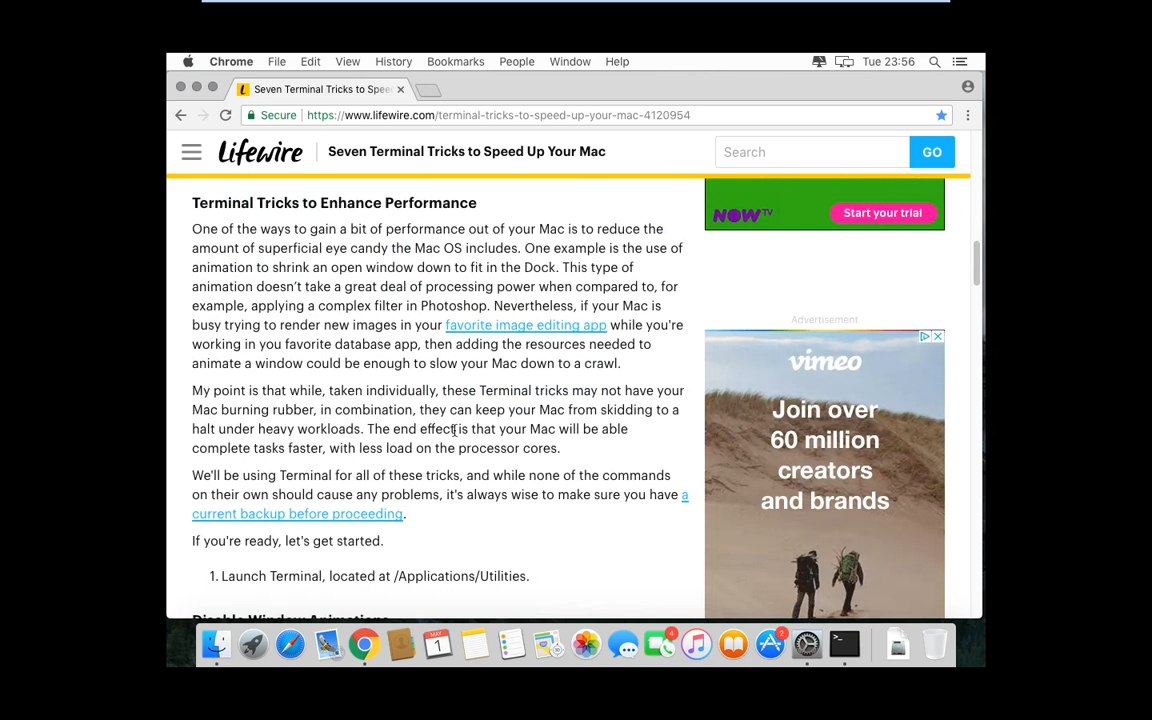 Chrome File Edit View History Bookmarks People Window Help Tue 23:56
Seven Terminal Tricks to Spee
Secure https://www.lifewire.com/terminal-tricks-to-speed-up-your-mac-4120954
Lifewire Seven Terminal Tricks to Speed Up Your Mac Search GO
Terminal Tricks to Enhance Performance
One of the ways to gain a bit of performance out of your Mac is to reduce the
amount of superficial eye candy the Mac OS includes. One example is the use of
animation to shrink an open window down to fit in the Dock. This type of
animation doesn't take a great deal of processing power when compared to, for
example, applying a complex filter in Photoshop. Nevertheless, if your Mac is
busy trying to render new images in your favorite image editing app while you're
working in you favorite database app, then adding the resources needed to
animate a window could be enough to slow your Mac down to a crawl.
My point is that while, taken individually, these Terminal tricks may not have your
Mac burning rubber, in combination, they can keep your Mac from skidding to a
halt under heavy workloads. The end effect is that your Mac will be able
complete tasks faster, with less load on the processor cores.
We'll be using Terminal for all of these tricks, and while none of the commands
on their own should cause any problems, it's always wise to make sure you have a
current backup before proceeding.
If you're ready, let's get started.
1. Launch Terminal, located at /Applications/Utilities.
Disable Window Animations
NOW TV Start your trial
Advertisement
vimeo
Join over
60 million
creators
and brands
MAY
1
4
2